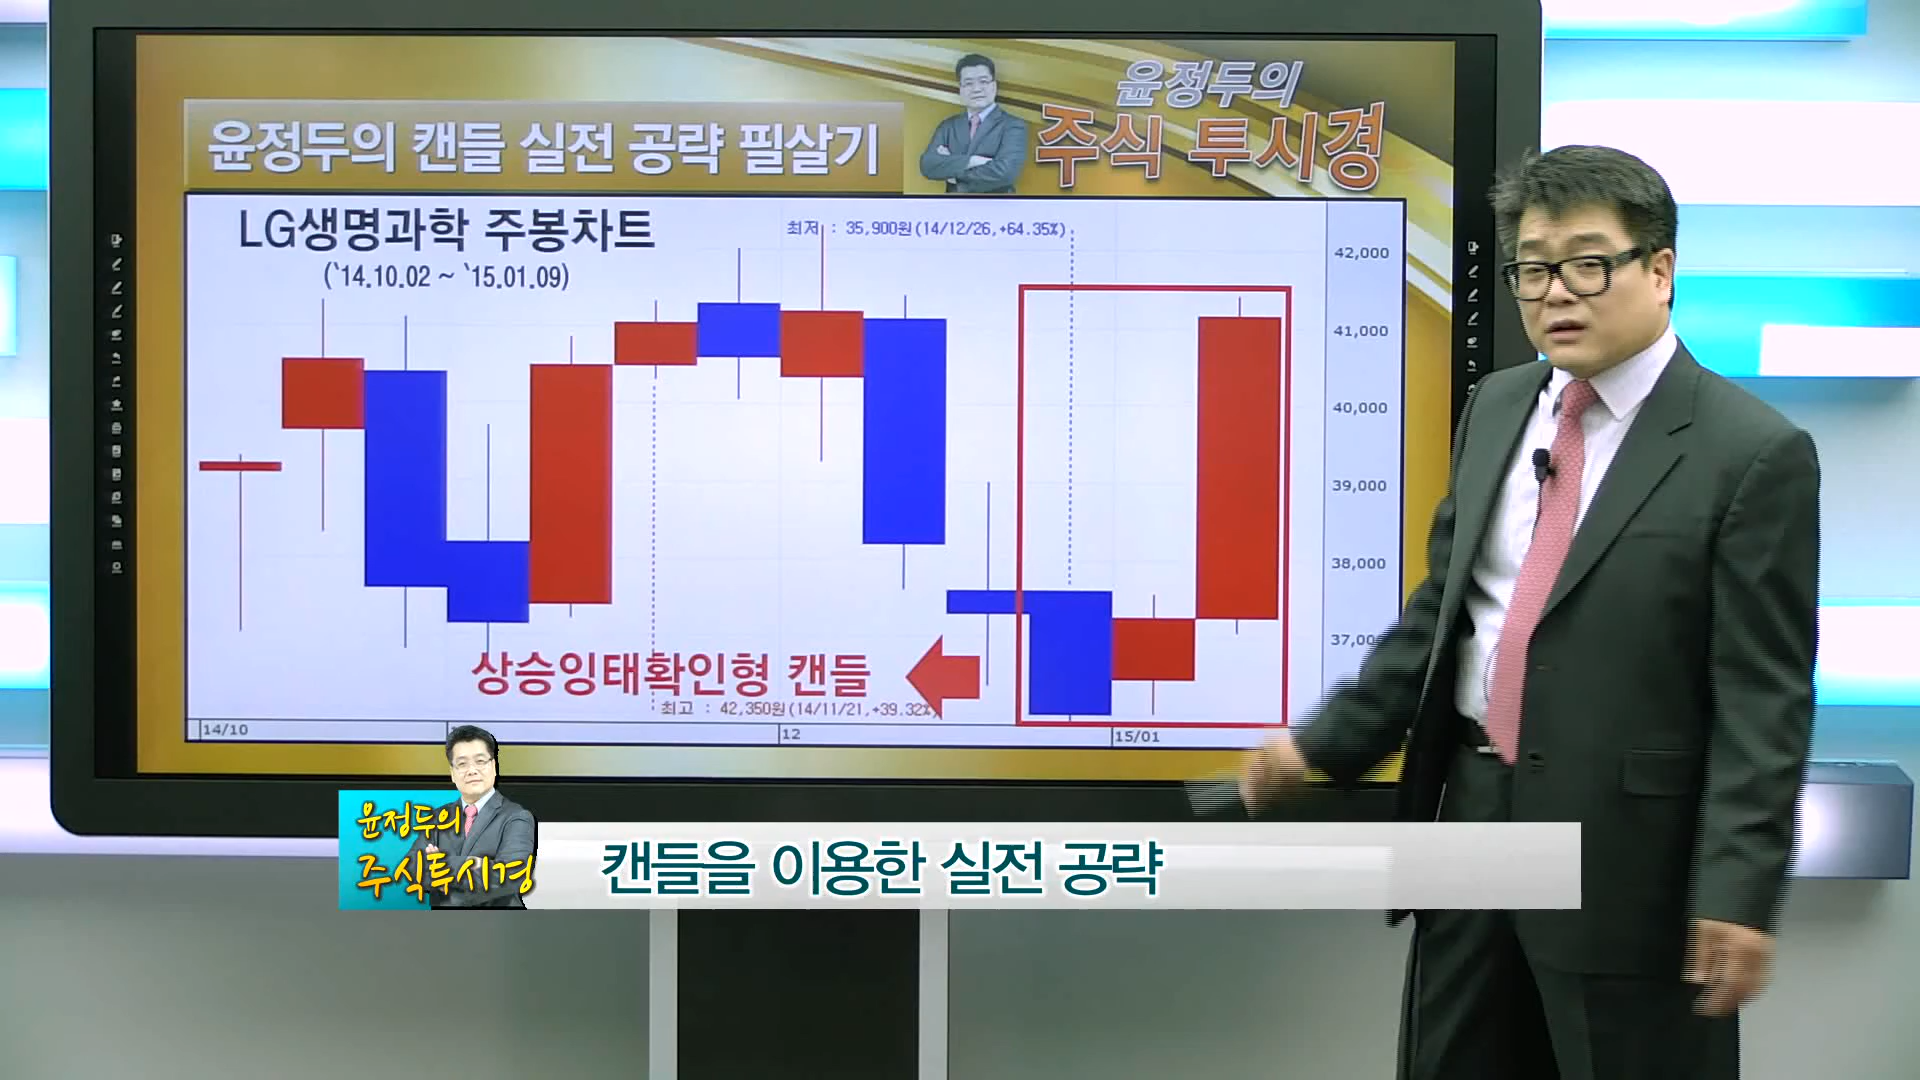 윤정두의
주식 투시경
윤정두의 캔들 실전 공략 필살기
LG생명과학 주봉차트
(`14.10.02 ~ `15.01.09)
최저 : 35,900원(14/12/26,+64.35%)
42,000
41,000
40,000
39,000
38,000
상승잉태확인형 캔들
최고 : 42,350원(14/11/21,+39.32%)
14/10
12
15/01
윤정두의
주식투시경
캔들을 이용한 실전 공략